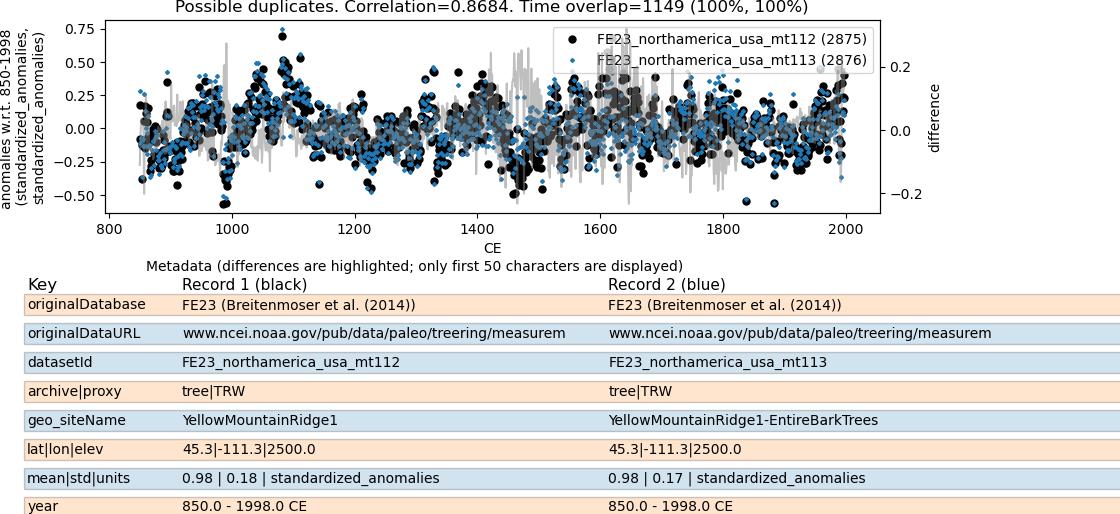 Possible duplicates. Correlation=0.8684. Time overlap=1149 (100%, 100%)
anomalies w.r.t. 850-1998
(standardized_anomalies,
standardized_anomalies)
0.75
0.50
0.25
0.00
−0.25
−0.50
FE23_northamerica_usa_mt112 (2875)
FE23_northamerica_usa_mt113 (2876)
0.2
0.0
−0.2
difference
800 1000 1200 1400 1600 1800 2000
CE
Metadata (differences are highlighted; only first 50 characters are displayed)
Key Record 1 (black) Record 2 (blue)
originalDatabase FE23 (Breitenmoser et al. (2014)) FE23 (Breitenmoser et al. (2014))
originalDataURL www.ncei.noaa.gov/pub/data/paleo/treering/measurem www.ncei.noaa.gov/pub/data/paleo/treering/measurem
datasetId FE23_northamerica_usa_mt112 FE23_northamerica_usa_mt113
archive|proxy tree|TRW tree|TRW
geo_siteName YellowMountainRidge1 YellowMountainRidge1-EntireBarkTrees
lat|lon|elev 45.3|-111.3|2500.0 45.3|-111.3|2500.0
mean|std|units 0.98 | 0.18 | standardized_anomalies 0.98 | 0.17 | standardized_anomalies
year 850.0 - 1998.0 CE 850.0 - 1998.0 CE